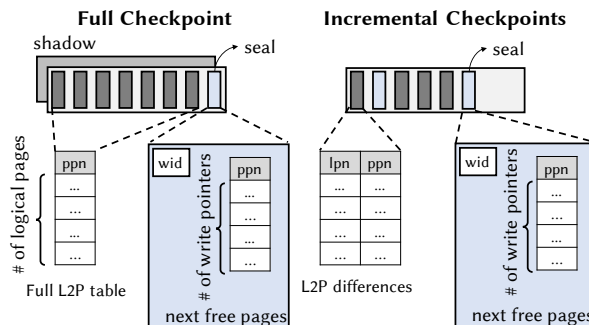 Full Checkpoint
shadow
seal
# of logical pages
ppn
...
...
...
...
Full L2P table
wid
# of write pointers
ppn
...
...
...
...
next free pages
Incremental Checkpoints
seal
lpn ppn
... ...
... ...
... ...
... ...
L2P differences
wid
# of write pointers
ppn
...
...
...
...
next free pages